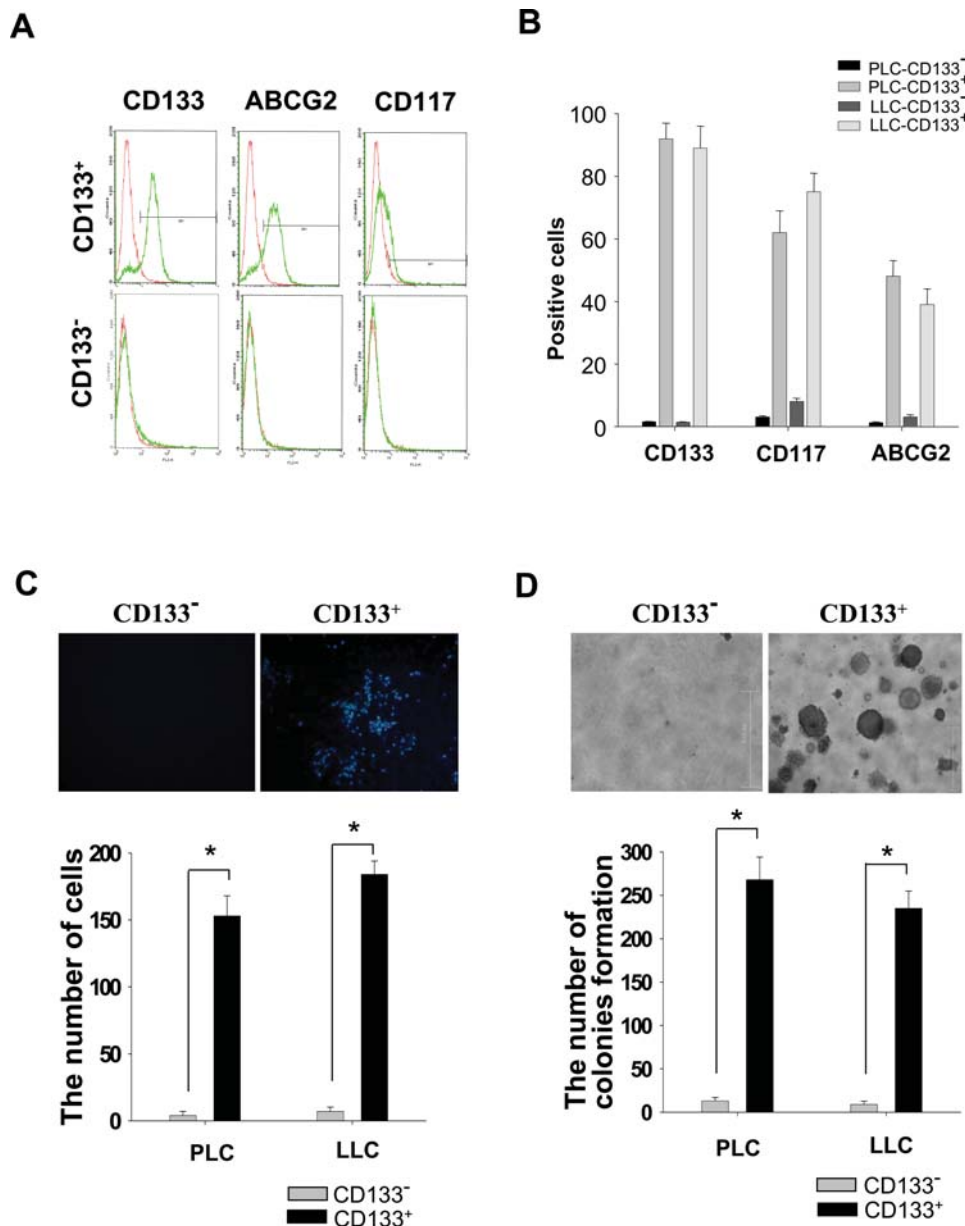 A
CD133 ABCG2 CD117
CD133+
CD133-
B
PLC-CD133-
PLC-CD133+
LLC-CD133-
LLC-CD133+
Positive cells
100
80
60
40
20
0
CD133 CD117 ABCG2
C
CD133- CD133+
The number of cells
200
150
100
50
0
* *
PLC LLC
CD133-
CD133+
D
CD133- CD133+
The number of
colonies formation
300
250
200
150
100
50
0
* *
PLC LLC
CD133-
CD133+